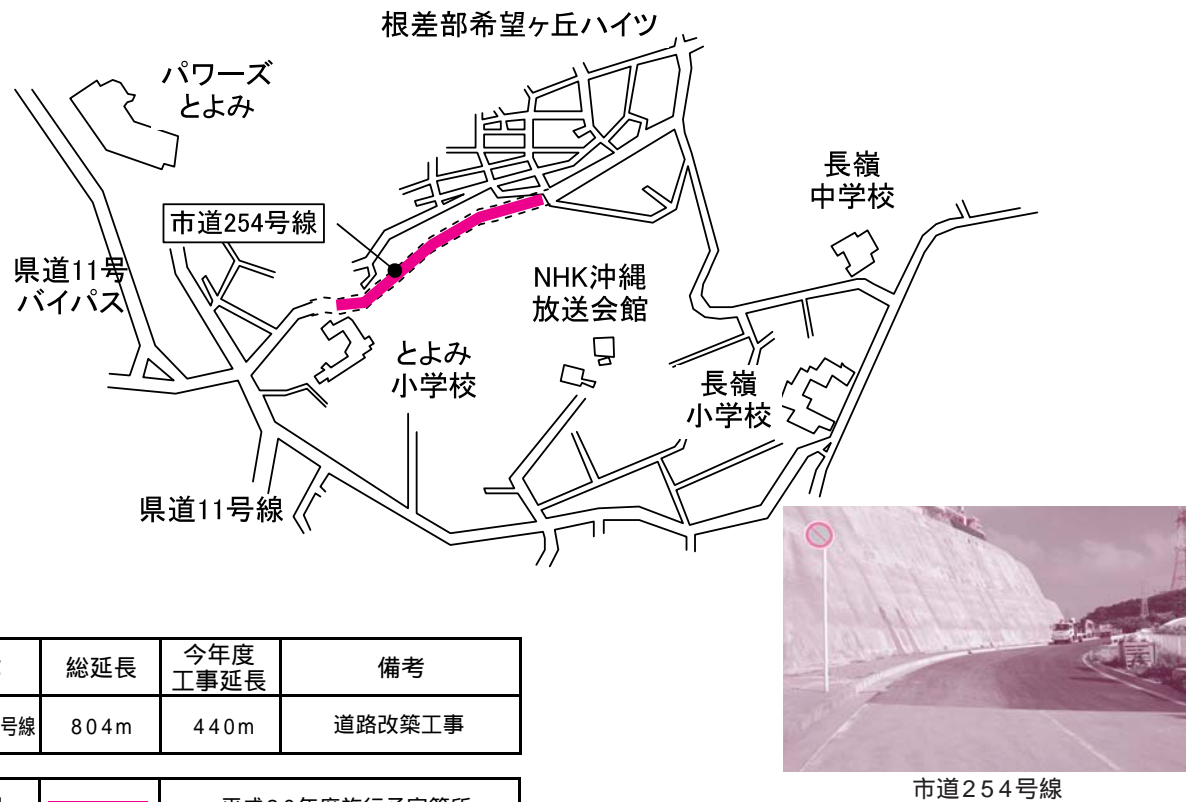 根差部希望ヶ丘ハイツ
パワーズ
とよみ
長嶺
中学校
市道254号線
県道11号
バイパス
NHK沖縄
放送会館
とよみ
小学校
長嶺
小学校
県道11号線
総延長
今年度
工事延長
備考
号線
804m
440m
道路改築工事
市道254号線